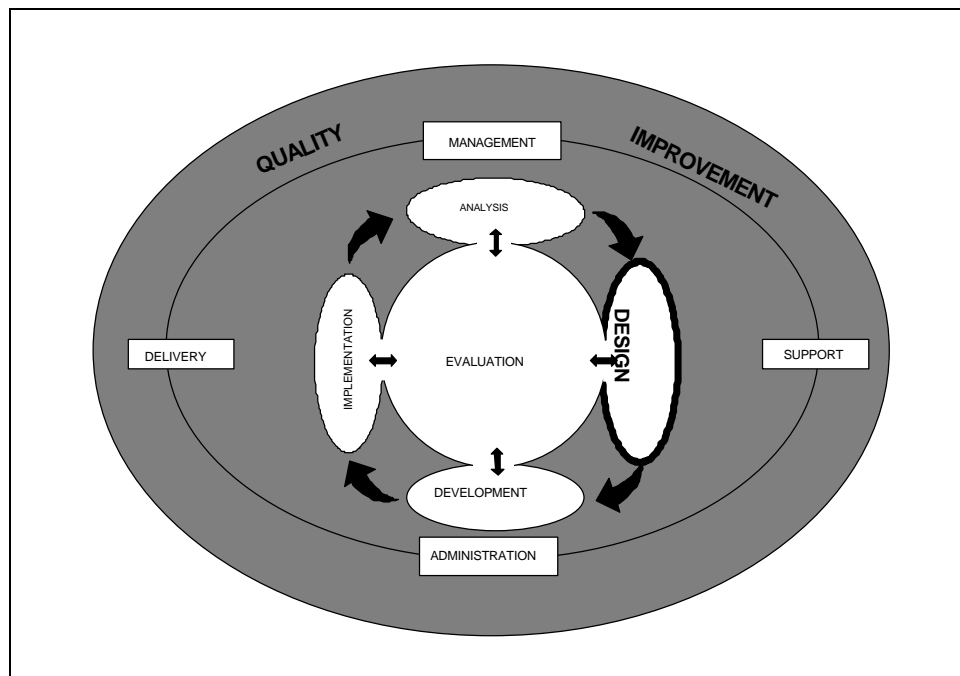 QUALITY
IMPROVEMENT
MANAGEMENT
ANALYSIS
IMPLEMENTATION
DESIGN
DELIVERY
EVALUATION
SUPPORT
DEVELOPMENT
ADMINISTRATION